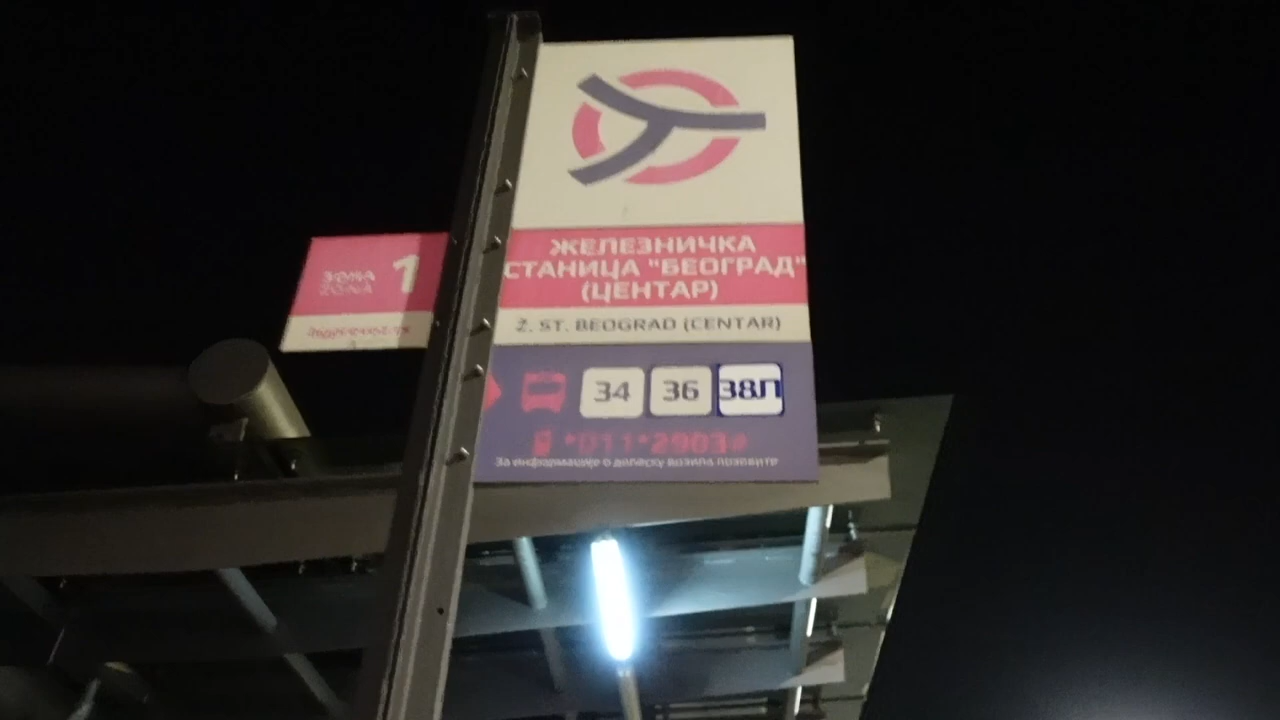 ЗОНА 1
ZONA
ЖЕЛЕЗНИЧКА
СТАНИЦА "БЕОГРАД"
(ЦЕНТАР)
Ž. ST. BEOGRAD (CENTAR)
34 36 38Л
*011*2903#
За информације о доласку возила позовите